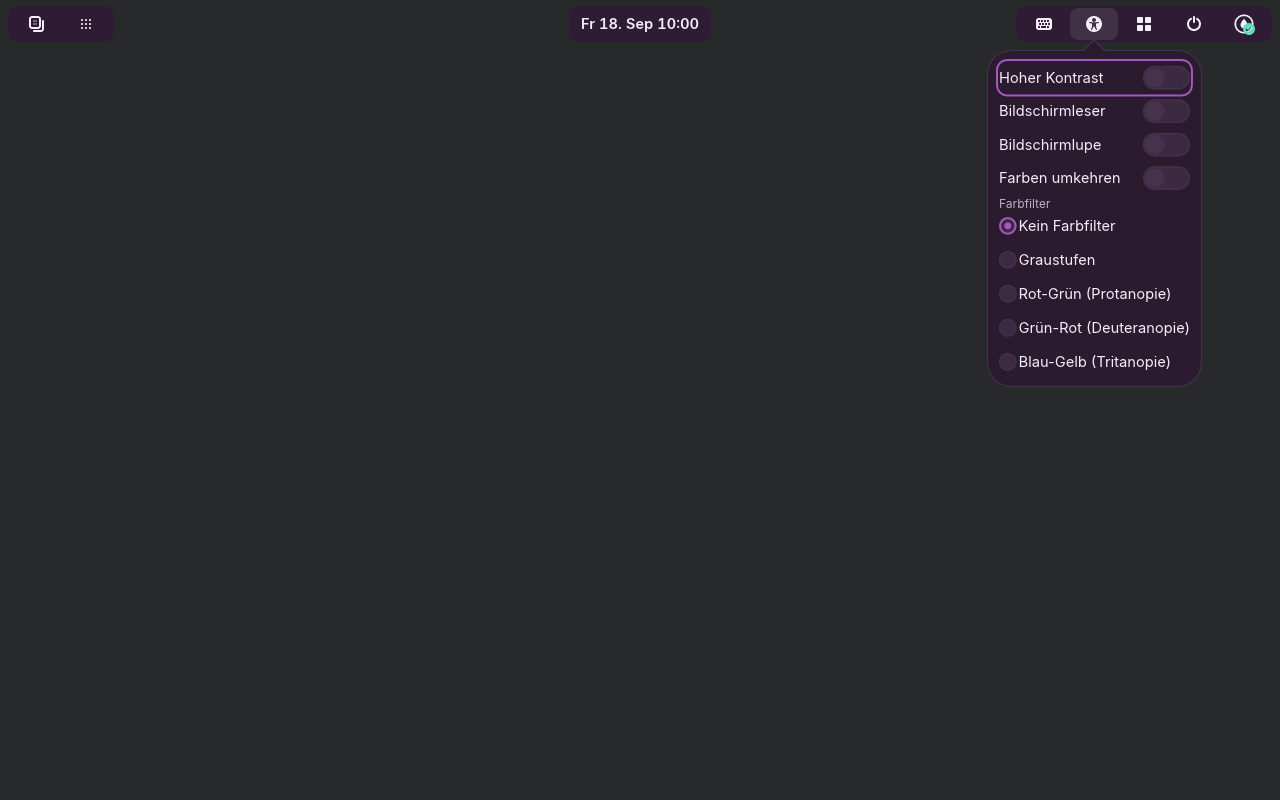 Fr 18. Sep 10:00
Hoher Kontrast
Bildschirmleser
Bildschirmlupe
Farben umkehren
Farbfilter
Kein Farbfilter
Graustufen
Rot-Grün (Protanopie)
Grün-Rot (Deuteranopie)
Blau-Gelb (Tritanopie)